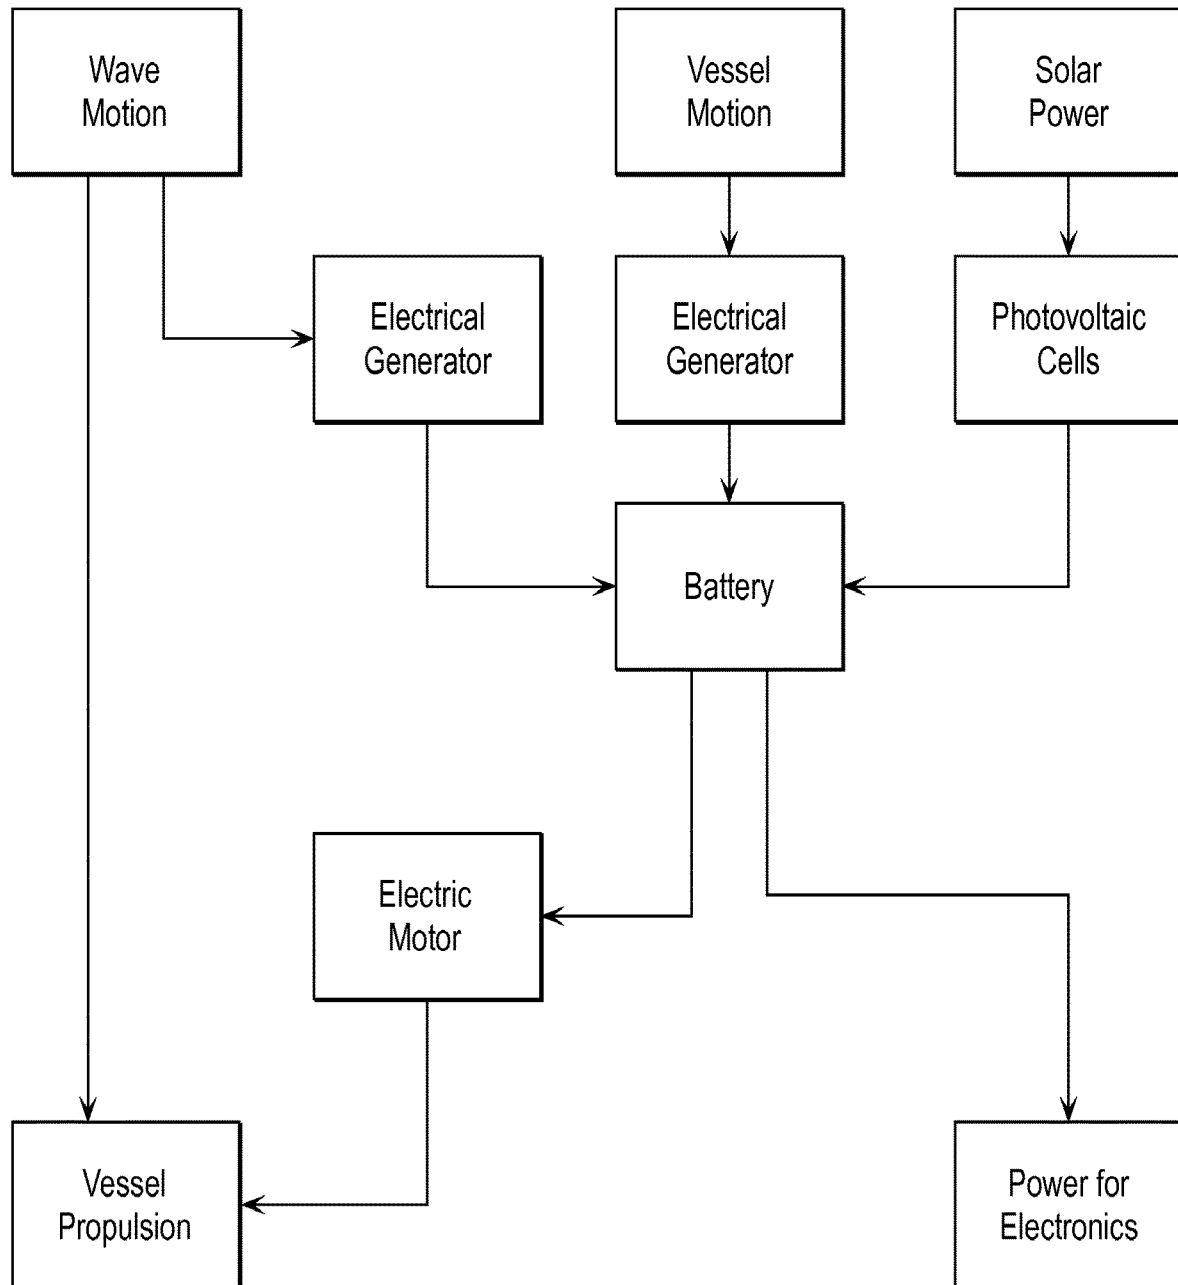 Wave
Motion
Vessel
Motion
Solar
Power
Electrical
Generator
Electrical
Generator
Photovoltaic
Cells
Battery
Electric
Motor
Vessel
Propulsion
Power for
Electronics